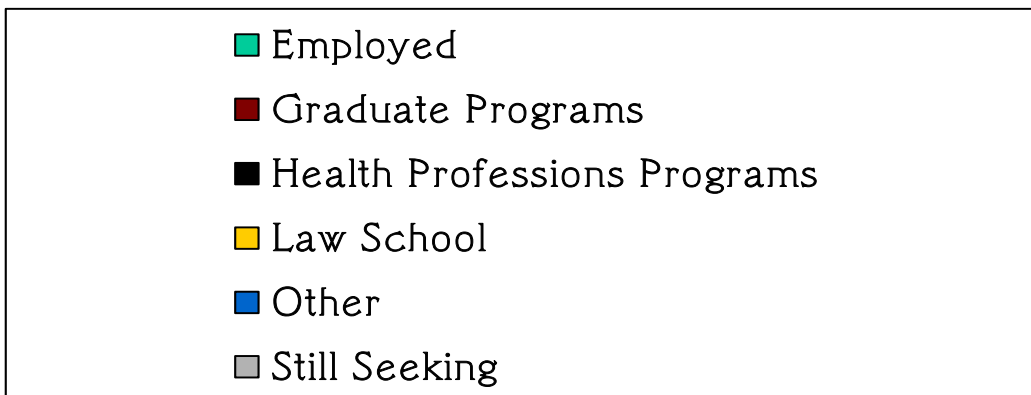 Employed
Graduate Programs
Health Professions Programs
Law School
Other
Still Seeking